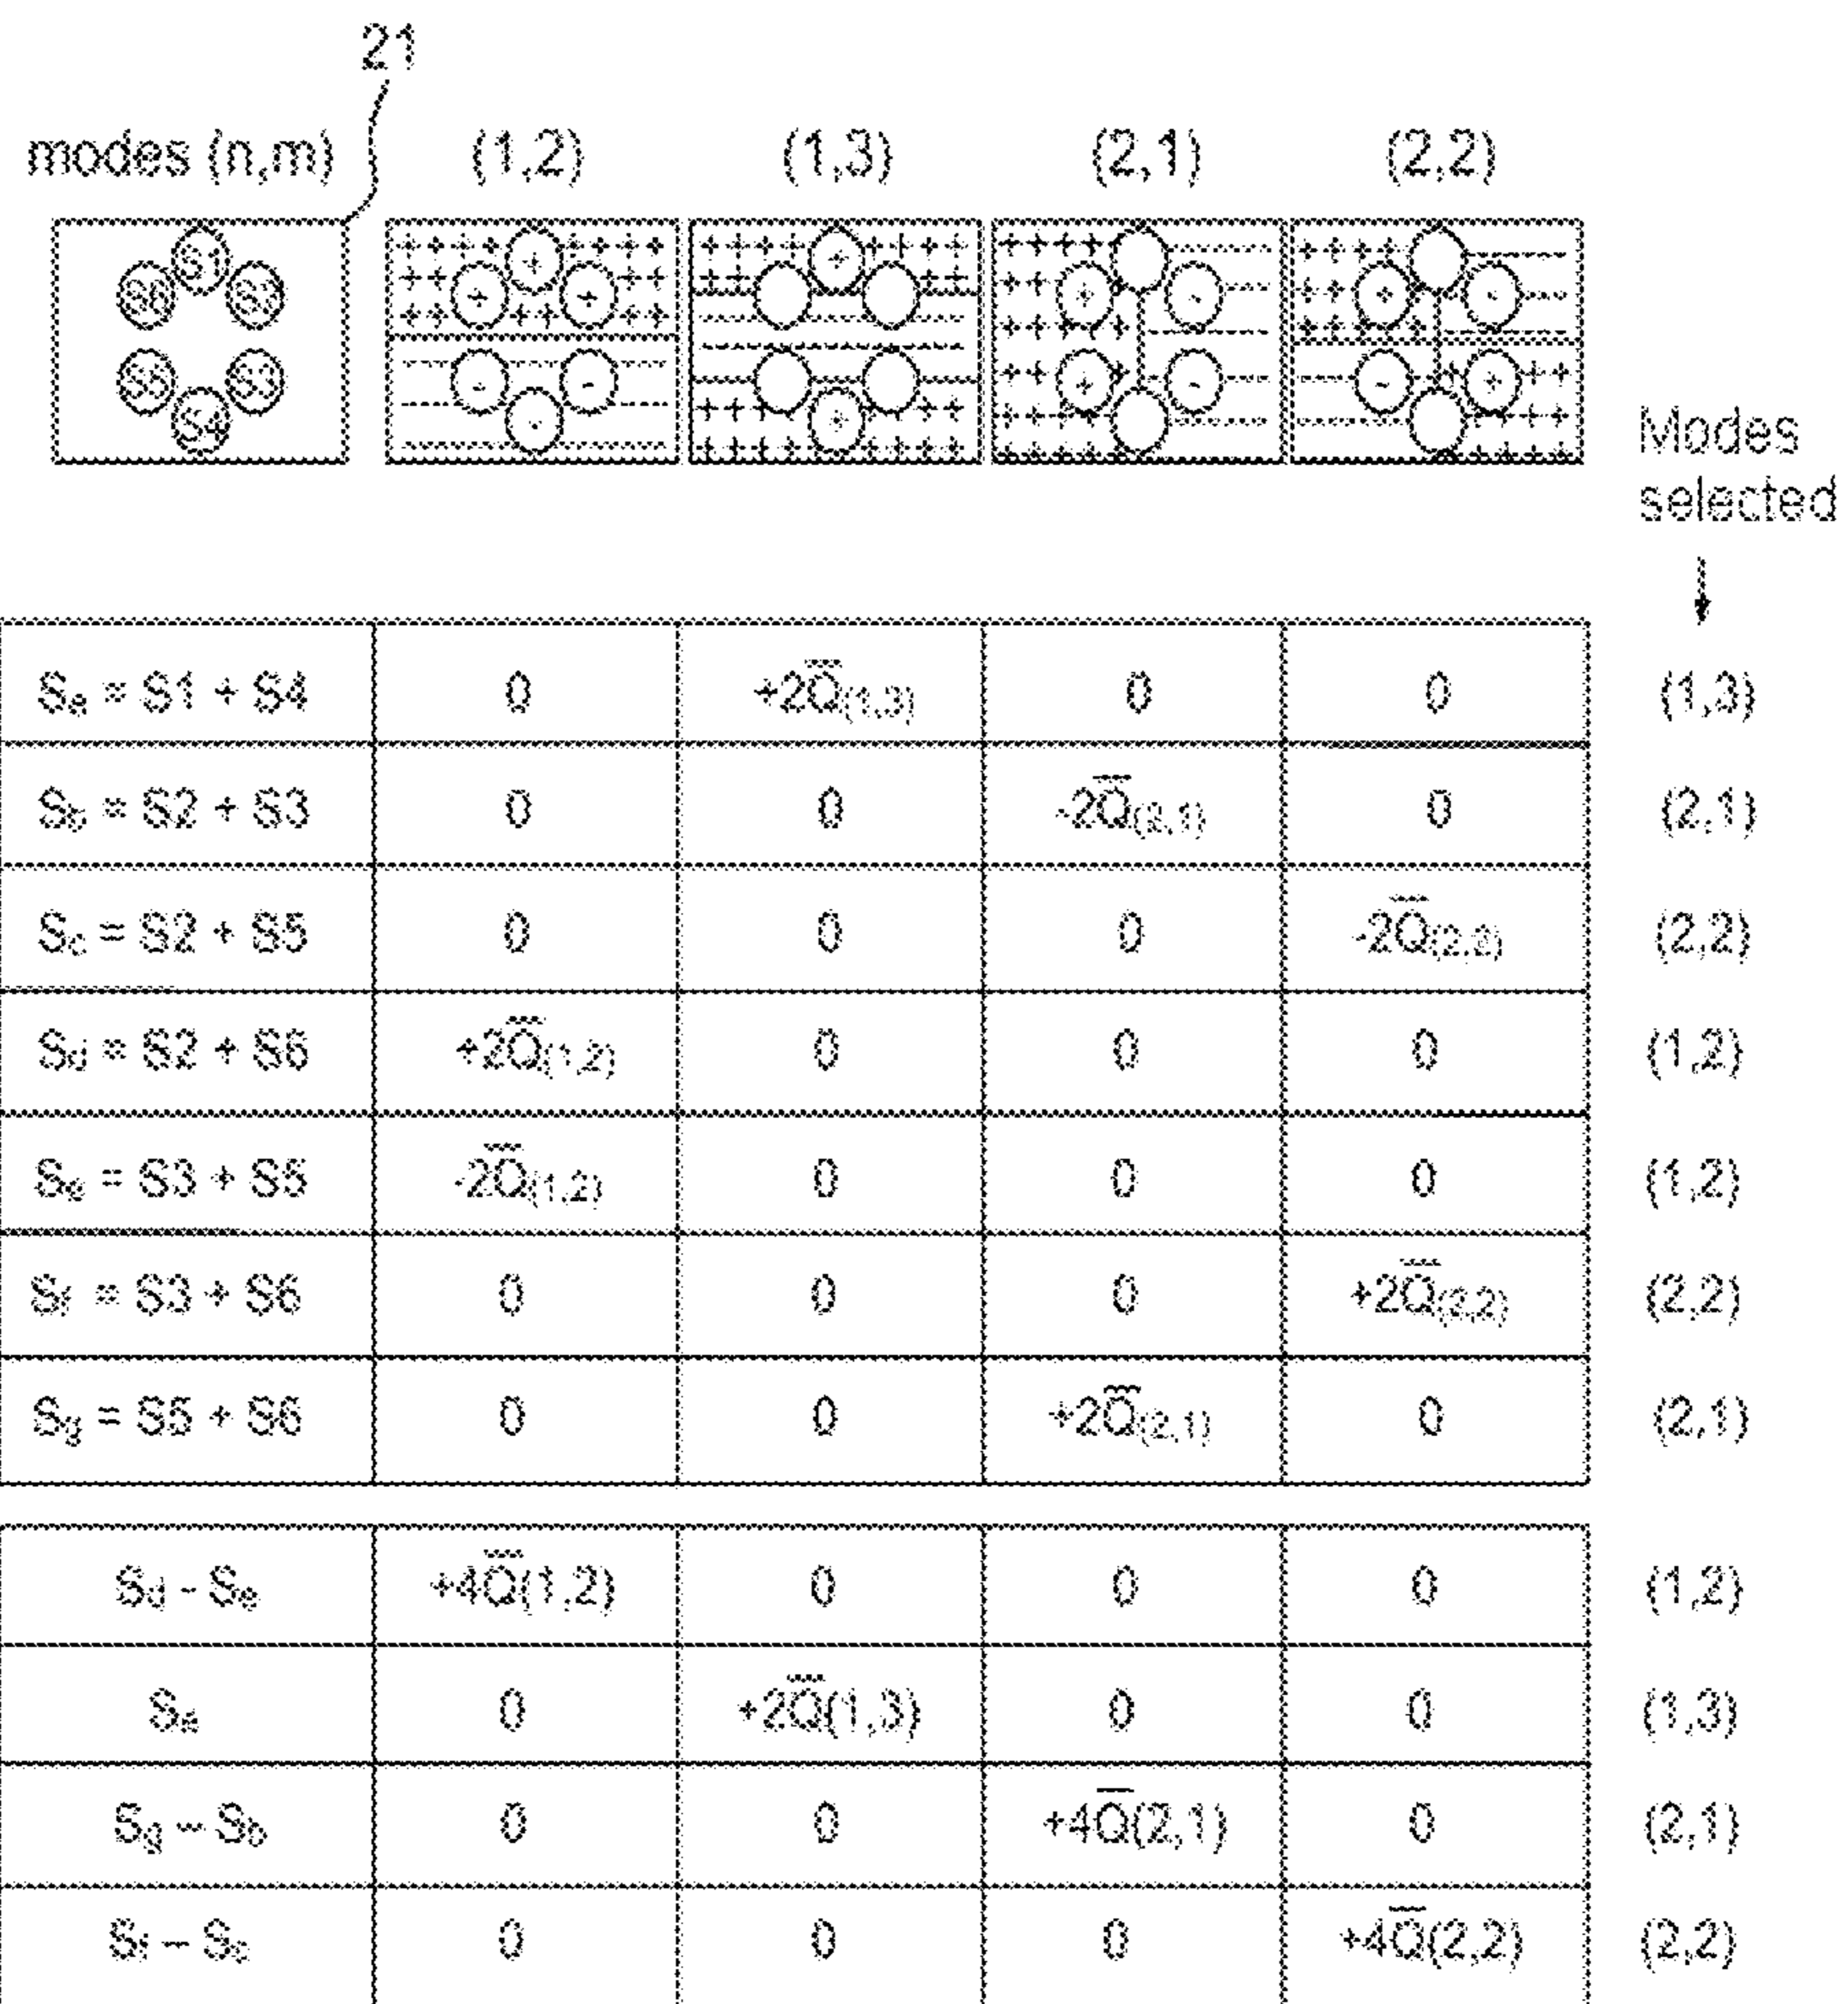 21
modes (n,m) (1,2) (1,3) (2,1) (2,2)
S1
S6
S5 S3
S4
Modes
selected
Sa = S1 + S4 0 +2Q̅(1,3) 0 0 (1,3)
Sb = S2 + S3 0 0 -2Q̅(2,1) 0 (2,1)
Sc = S2 + S5 0 0 0 -2Q̅(2,2) (2,2)
Sd = S2 + S6 +2Q̅(1,2) 0 0 0 (1,2)
Se = S3 + S5 -2Q̅(1,2) 0 0 0 (1,2)
Sf = S3 + S6 0 0 0 +2Q̅(2,2) (2,2)
Sg = S5 + S6 0 0 +2Q̅(2,1) 0 (2,1)
Sd - Se +4Q̅(1,2) 0 0 0 (1,2)
Sa 0 +2Q̅(1,3) 0 0 (1,3)
Sg – Sb 0 0 +4Q̅(2,1) 0 (2,1)
Sf – Sc 0 0 0 +4Q̅(2,2) (2,2)